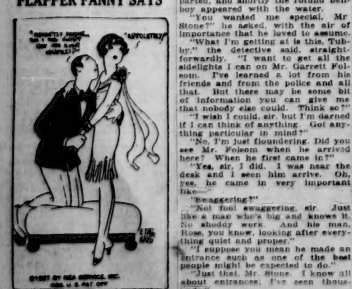 FLAPPER FANNY SAYS
©1927 BY NEA SERVICE, INC.
REG. U.S. PAT. OFF.
parted, and shortly the rotund bell-
boy appeared with the water.
"You wanted me special, Mr.
Stone?" he asked, with the air of
importance that he loved to assume.
"What I'm getting at is this, Tub-
by," the detective said, straight-
forwardly. "I want to get all the
sidelights I can on Mr. Garrett Fol-
som. I've learned a lot from his
friends and from the police and all
that. But there may be some bit
of information you can give me
that nobody else could. Think so?"
"I wish I could, sir, but I'm darned
if I can think of anything. Got any-
thing particular in mind?"
"No, I'm just floundering. Did you
see Mr. Folsom when he arrived
here? When he first came in?"
"Yes, sir, I did. I was near the
desk and I seen him arrive. Oh,
yes, he came in very important
like—"
"Swaggering?"
"Not fool swaggering, sir. Just
like a man who's big and knows it.
No shoddy work. And his man,
Ross, you know, looking after every-
thing quiet and proper."
"I suppose you mean he made an
entrance such as one of the best
people might be expected to do."
"Just that, Mr. Stone. I know all
about entrances; I've seen thous-